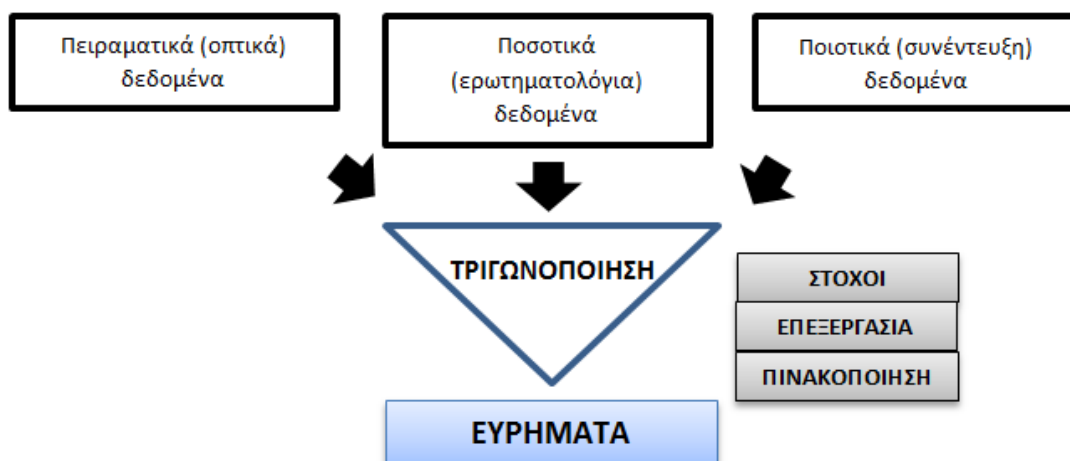 Πειραματικά (οπτικά)
δεδομένα
Ποσοτικά
(ερωτηματολόγια)
δεδομένα
Ποιοτικά (συνέντευξη)
δεδομένα
ΤΡΙΓΩΝΟΠΟΙΗΣΗ
ΣΤΟΧΟΙ
ΕΠΕΞΕΡΓΑΣΙΑ
ΠΙΝΑΚΟΠΟΙΗΣΗ
ΕΥΡΗΜΑΤΑ